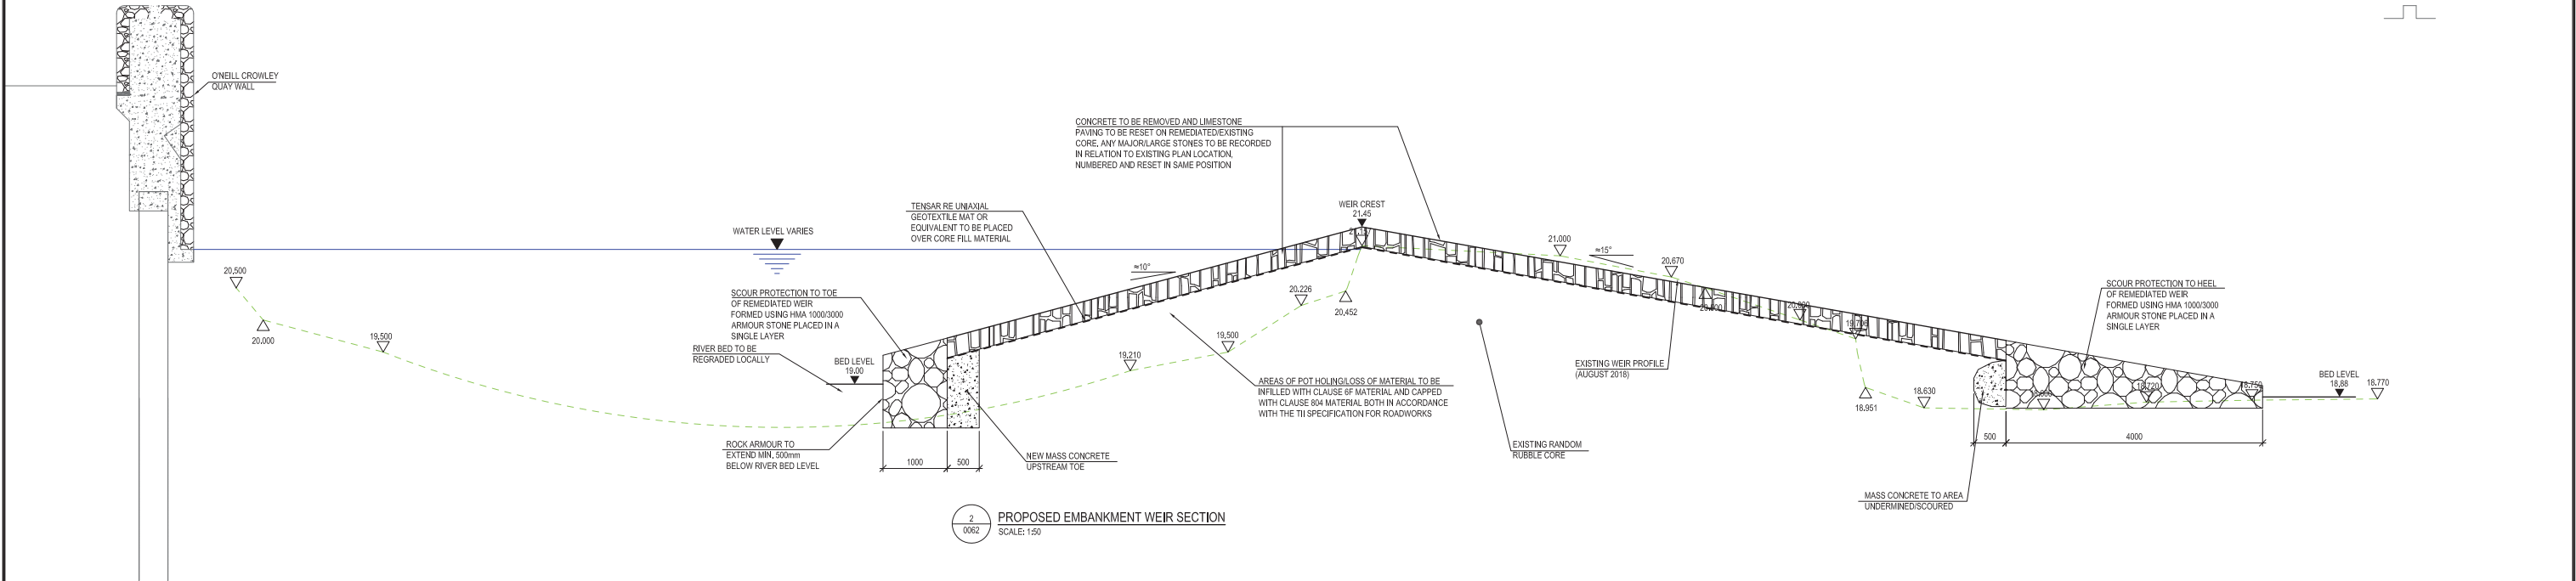 O'NEILL CROWLEY
QUAY WALL
CONCRETE TO BE REMOVED AND LIMESTONE
PAVING TO BE RESET ON REMEDIATED/EXISTING
CORE. ANY MAJOR/LARGE STONES TO BE RECORDED
IN RELATION TO EXISTING PLAN LOCATION,
NUMBERED AND RESET IN SAME POSITION
TENSAR RE UNIAXIAL
GEOTEXTILE MAT OR
EQUIVALENT TO BE PLACED
OVER CORE FILL MATERIAL
WEIR CREST
21.45
WATER LEVEL VARIES
21.000
≈15°
20.670
≈10°
20,500
20.000
19,500
SCOUR PROTECTION TO TOE
OF REMEDIATED WEIR
FORMED USING HMA 1000/3000
ARMOUR STONE PLACED IN A
SINGLE LAYER
RIVER BED TO BE
REGRADED LOCALLY
BED LEVEL
19.00
20.226
20,452
19,500
19,210
SCOUR PROTECTION TO HEEL
OF REMEDIATED WEIR
FORMED USING HMA 1000/3000
ARMOUR STONE PLACED IN A
SINGLE LAYER
EXISTING WEIR PROFILE
(AUGUST 2018)
AREAS OF POT HOLING/LOSS OF MATERIAL TO BE
INFILLED WITH CLAUSE 6F MATERIAL AND CAPPED
WITH CLAUSE 804 MATERIAL BOTH IN ACCORDANCE
WITH THE TII SPECIFICATION FOR ROADWORKS
18.951
18.630
18.720
18.750
BED LEVEL
18.88
18.770
ROCK ARMOUR TO
EXTEND MIN, 500mm
BELOW RIVER BED LEVEL
1000
500
NEW MASS CONCRETE
UPSTREAM TOE
EXISTING RANDOM
RUBBLE CORE
500
4000
MASS CONCRETE TO AREA
UNDERMINED/SCOURED
2
0062
PROPOSED EMBANKMENT WEIR SECTION
SCALE: 1:50